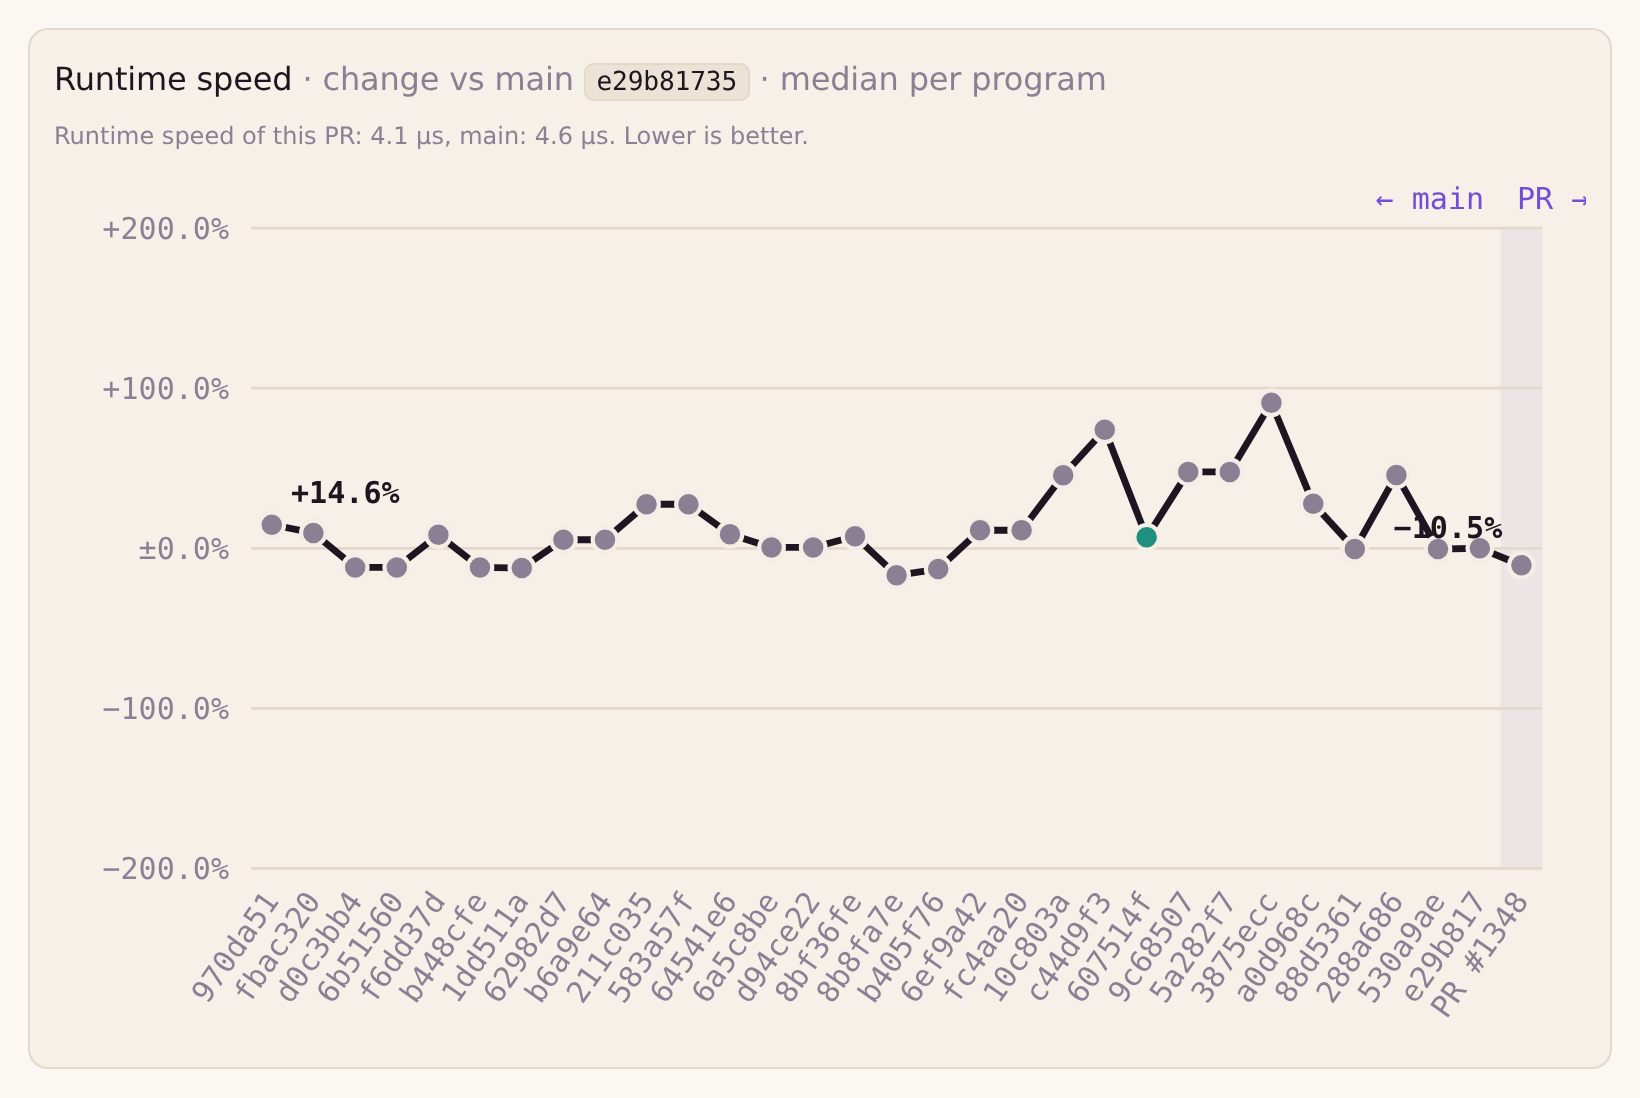 Runtime speed · change vs main e29b81735 · median per program
Runtime speed of this PR: 4.1 µs, main: 4.6 µs. Lower is better.
← main PR →
+200.0%
+100.0%
+14.6%
−10.5%
±0.0%
−100.0%
−200.0%
970da51
fbac320
d0c3bb4
6b51560
f6dd37d
b448cfe
1dd511a
62982d7
b6a9e64
211c035
583a57f
64541e6
6a5c8be
d94ce22
8bf36fe
8b8fa7e
b405f76
6ef9a42
fc4aa20
10c803a
c44d9f3
607514f
9c68507
5a282f7
3875ecc
a0d968c
88d5361
288a686
530a9ae
e29b817
PR #1348